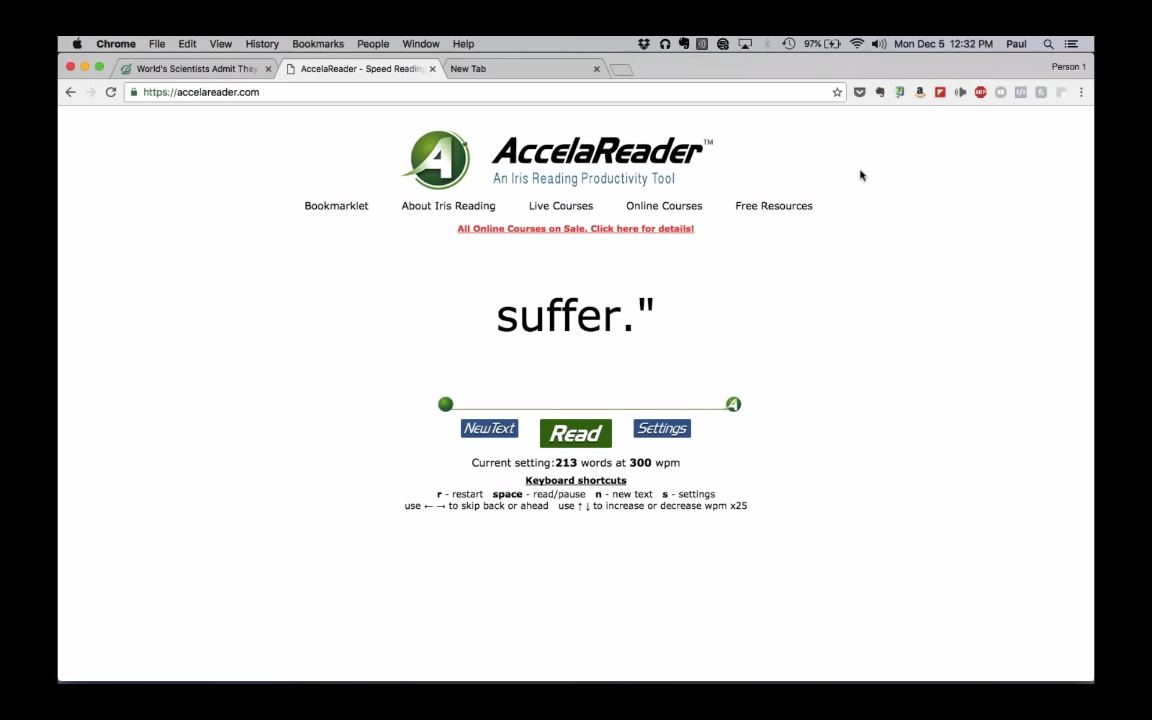 Chrome File Edit View History Bookmarks People Window Help 97% Mon Dec 5 12:32 PM Paul
World's Scientists Admit They AccelaReader - Speed Reading New Tab Person 1
https://accelareader.com
AccelaReader™
An Iris Reading Productivity Tool
Bookmarklet About Iris Reading Live Courses Online Courses Free Resources
All Online Courses on Sale. Click here for details!
suffer."
NewText Read Settings
Current setting:213 words at 300 wpm
Keyboard shortcuts
r - restart space - read/pause n - new text s - settings
use ← → to skip back or ahead use ↑ ↓ to increase or decrease wpm x25